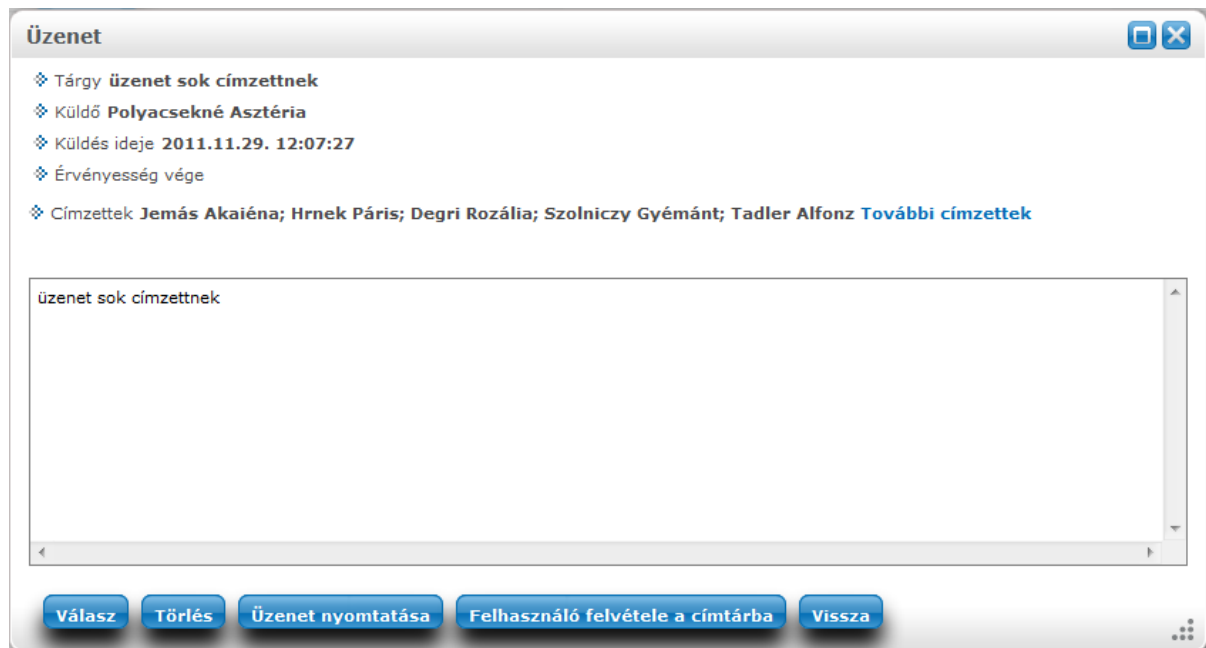 Üzenet
Tárgy üzenet sok címzettnek
Küldő Polyacsekné Asztéria
Küldés ideje 2011.11.29. 12:07:27
Érvényesség vége
Címzettek Jemás Akaiéna; Hrnek Páris; Degri Rozália; Szolniczy Gyémánt; Tadler Alfonz További címzettek
üzenet sok címzettnek
Válasz Törlés Üzenet nyomtatása Felhasználó felvétele a címtárba Vissza